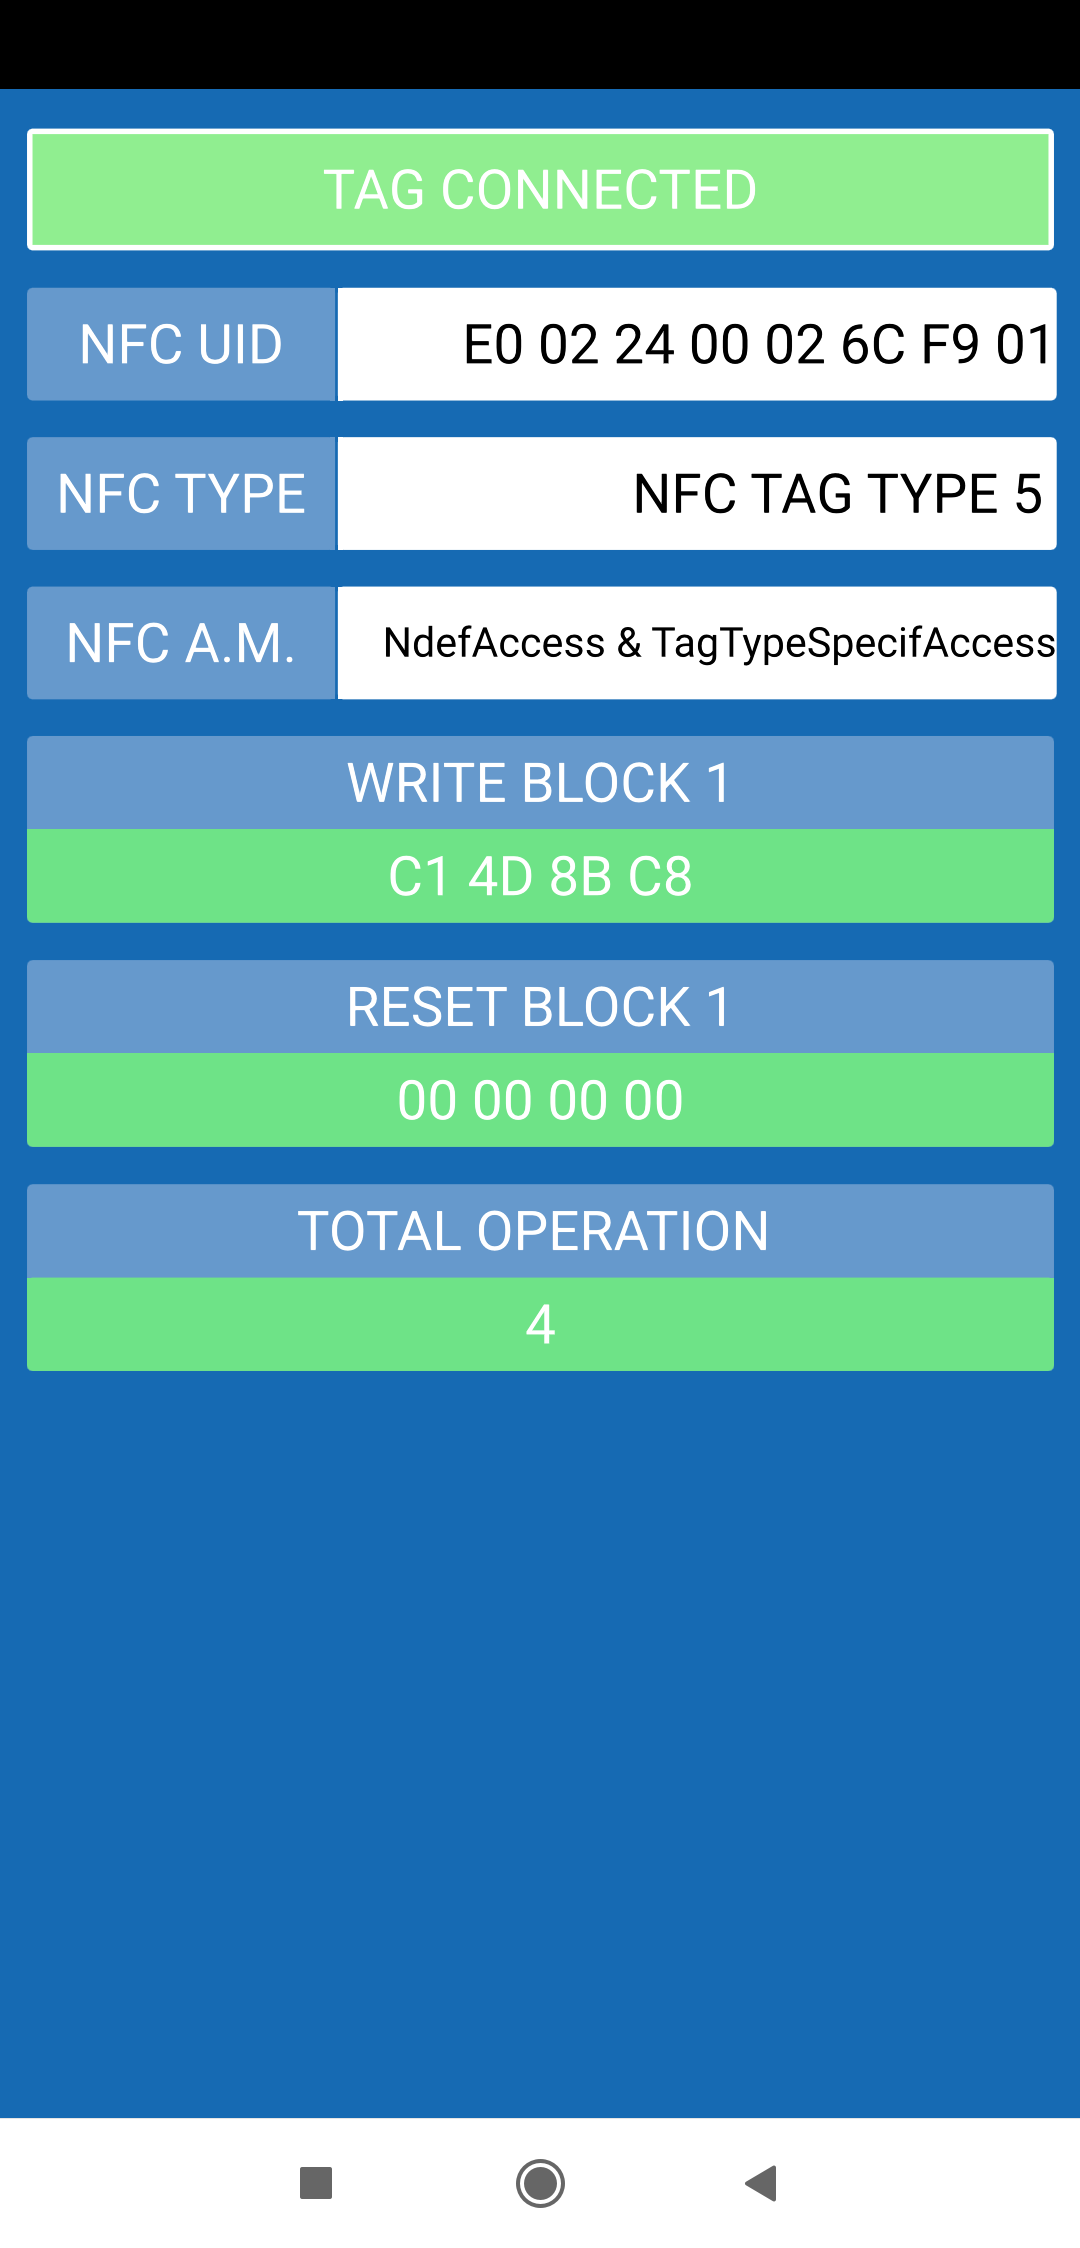 TAG CONNECTED
NFC UID
E0 02 24 00 02 6C F9 01
NFC TYPE
NFC TAG TYPE 5
NFC A.M.
NdefAccess & TagTypeSpecifAccess
WRITE BLOCK 1
C1 4D 8B C8
RESET BLOCK 1
00 00 00 00
TOTAL OPERATION
4